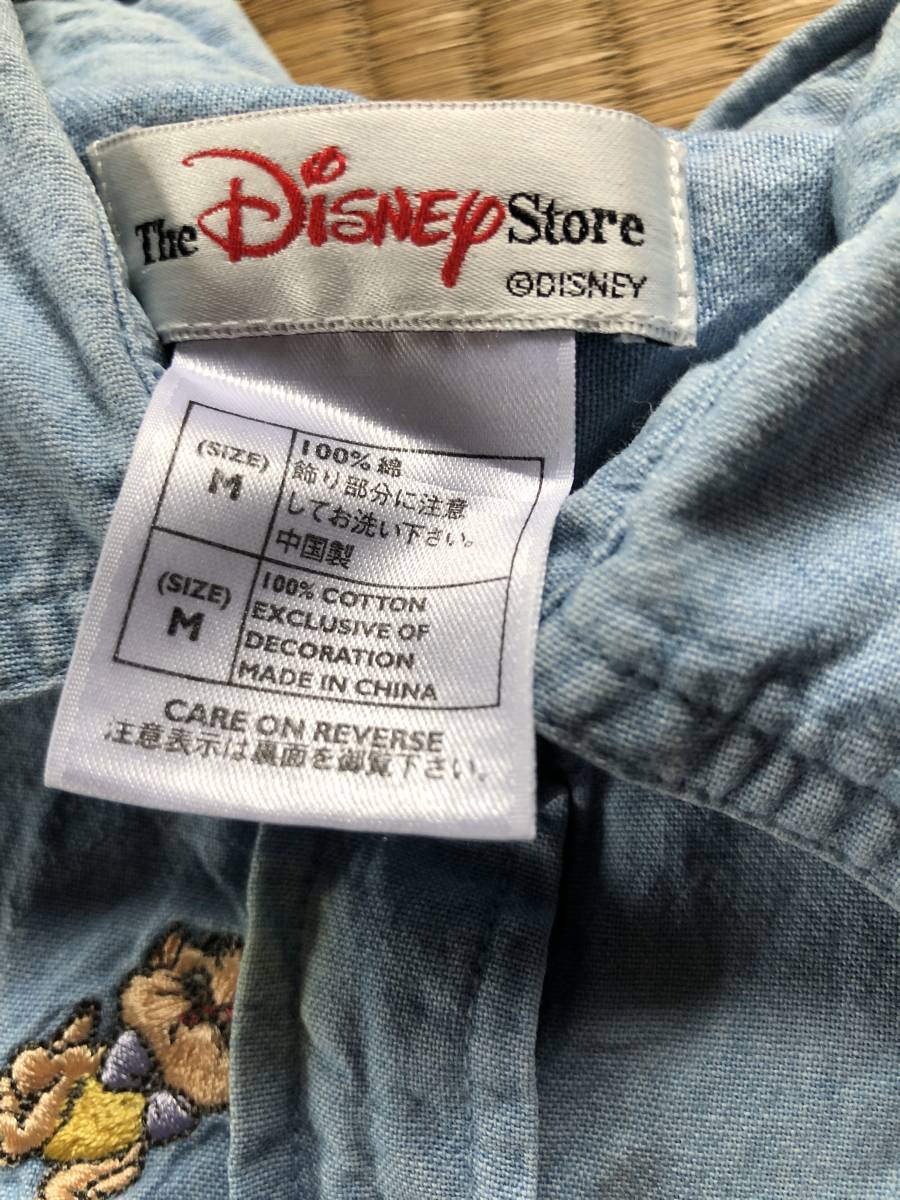 The Disney Store
©DISNEY
(SIZE)
M
100% 綿
飾り部分に注意
してお洗い下さい。
中国製
(SIZE)
M
100% COTTON
EXCLUSIVE OF
DECORATION
MADE IN CHINA
CARE ON REVERSE
注意表示は裏面を御覧下さい。